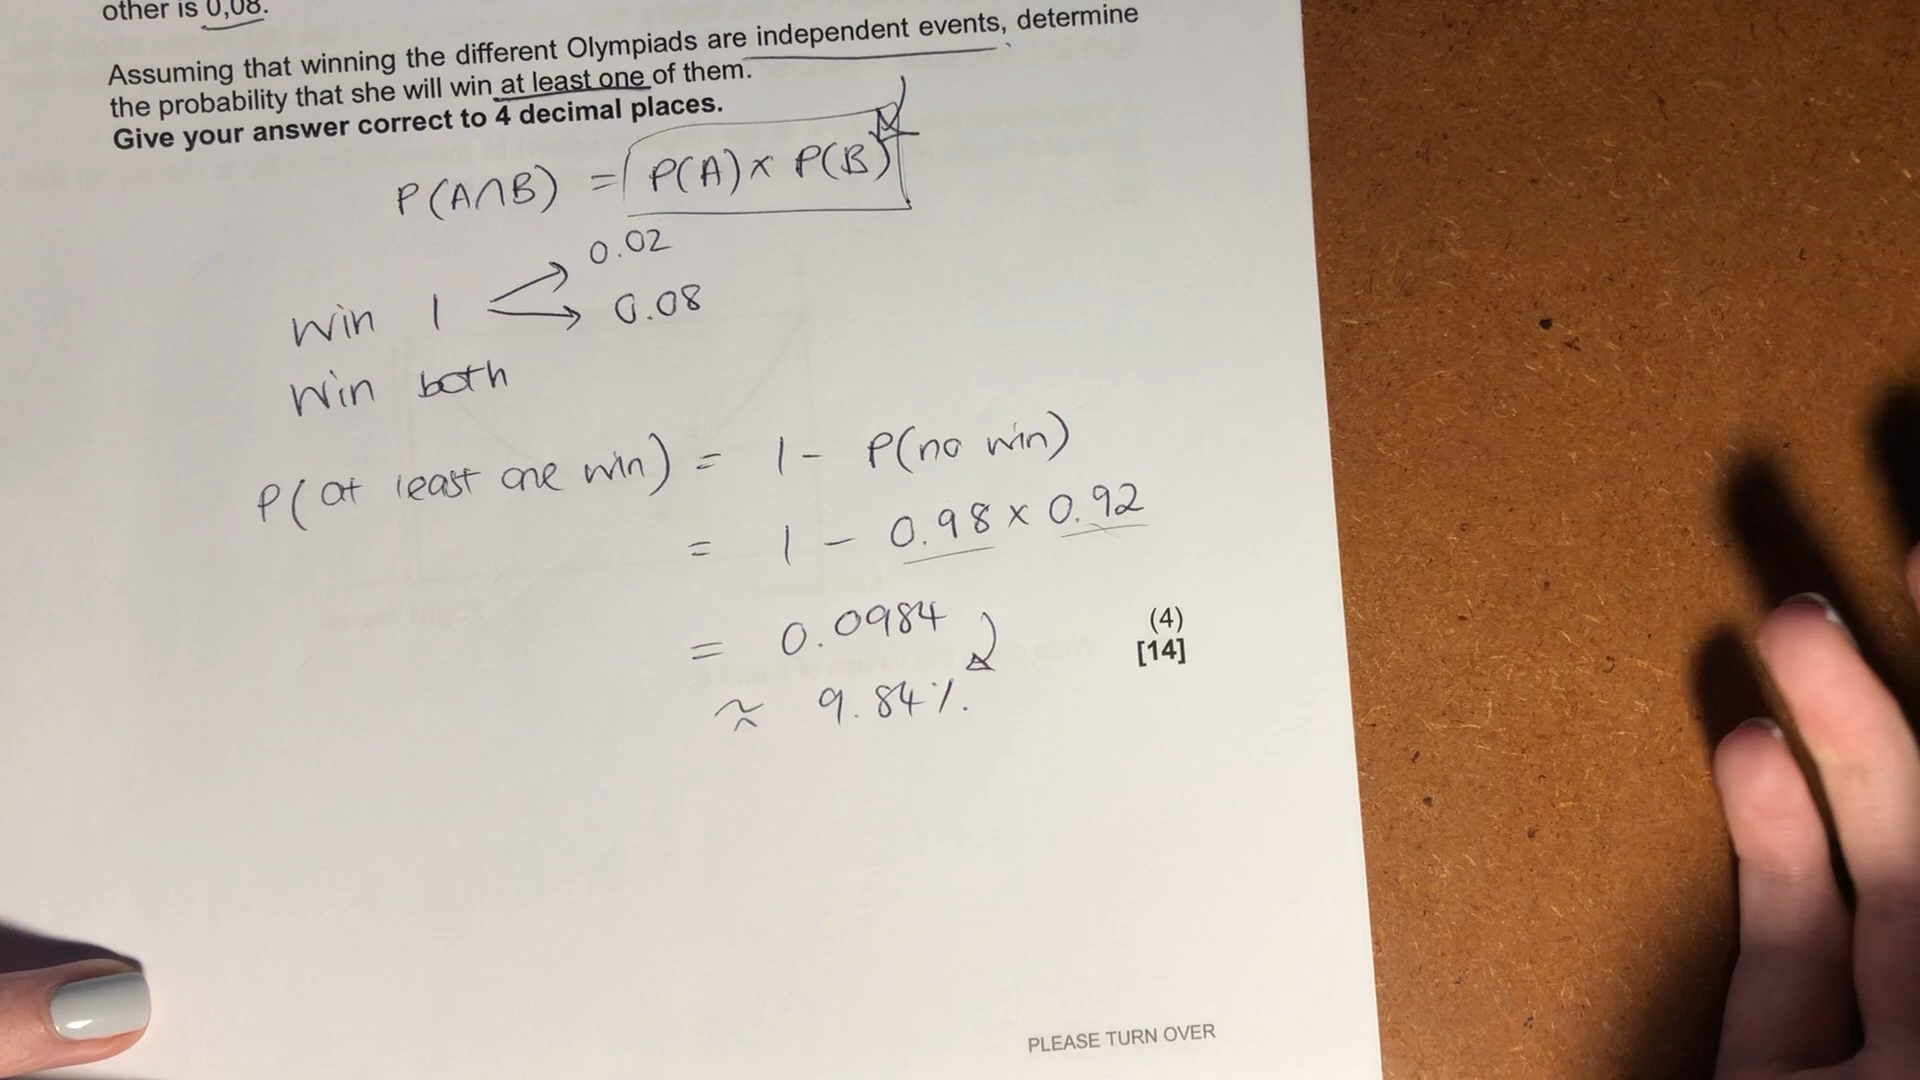 other is 0,08.
Assuming that winning the different Olympiads are independent events, determine
the probability that she will win at least one of them.
Give your answer correct to 4 decimal places.
P(A∩B) = P(A) x P(B)
0.02
win 1
0.08
win both
P(at least one win) = 1 - P(no win)
= 1 - 0.98 x 0.92
= 0.0984
(4)
[14]
≈ 9.84%.
PLEASE TURN OVER